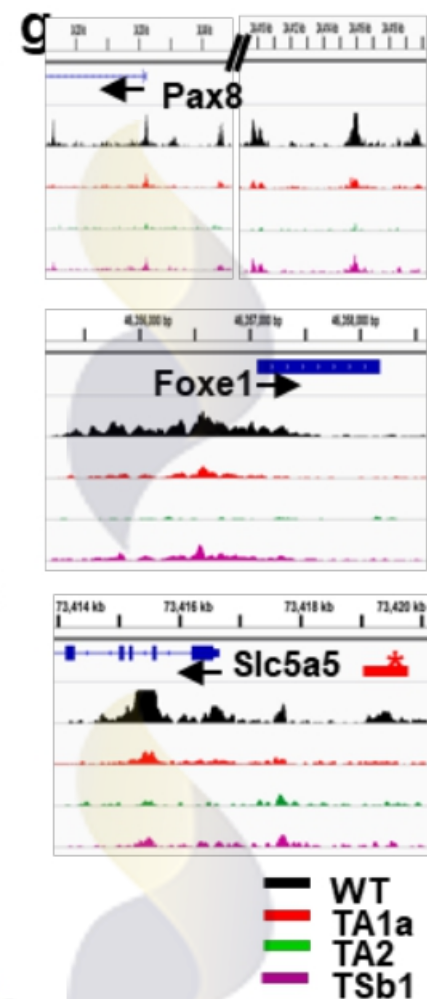 g
Pax8
46,256,000 bp 46,257,000 bp 46,258,000 bp
Foxe1
73,414 kb 73,416 kb 73,418 kb 73,420 kb
Slc5a5 *
WT
TA1a
TA2
TSb1